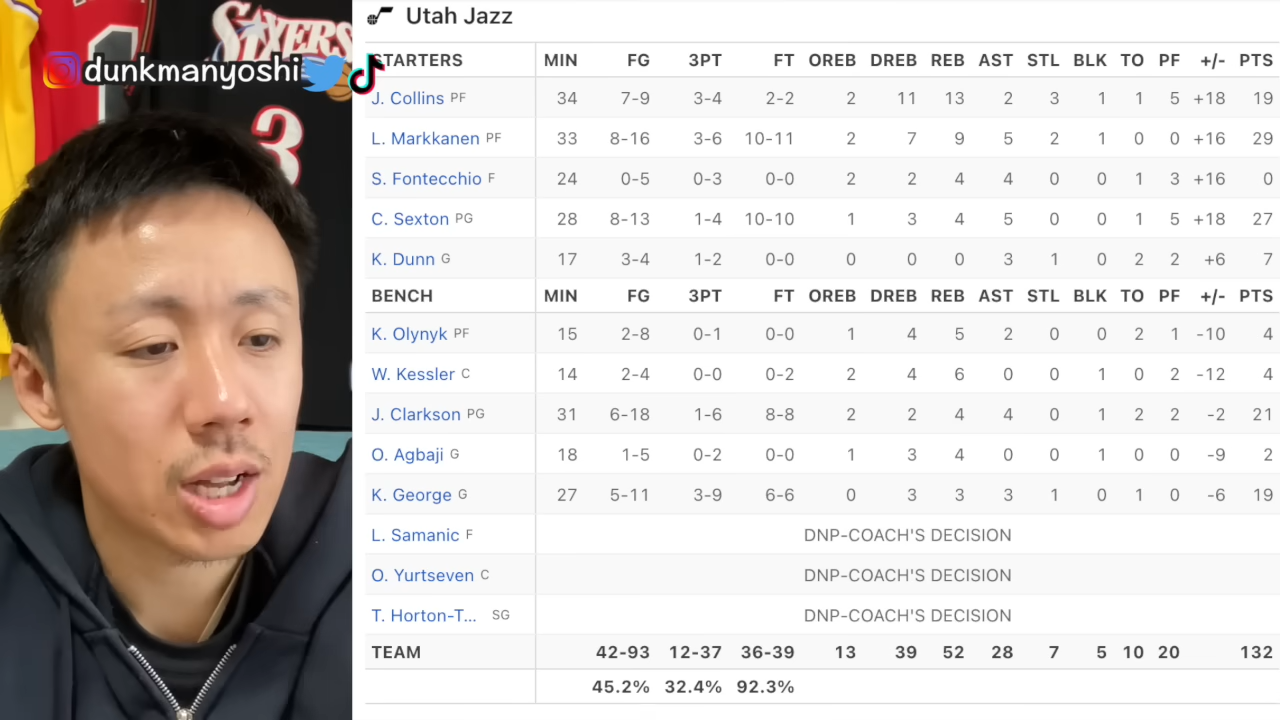 SIXERS
3
dunkmanyoshi
Utah Jazz
STARTERS MIN FG 3PT FT OREB DREB REB AST STL BLK TO PF +/- PTS
J. Collins PF 34 7-9 3-4 2-2 2 11 13 2 3 1 1 5 +18 19
L. Markkanen PF 33 8-16 3-6 10-11 2 7 9 5 2 1 0 0 +16 29
S. Fontecchio F 24 0-5 0-3 0-0 2 2 4 4 0 0 1 3 +16 0
C. Sexton PG 28 8-13 1-4 10-10 1 3 4 5 0 0 1 5 +18 27
K. Dunn G 17 3-4 1-2 0-0 0 0 0 3 1 0 2 2 +6 7
BENCH MIN FG 3PT FT OREB DREB REB AST STL BLK TO PF +/- PTS
K. Olynyk PF 15 2-8 0-1 0-0 1 4 5 2 0 0 2 1 -10 4
W. Kessler C 14 2-4 0-0 0-2 2 4 6 0 0 1 0 2 -12 4
J. Clarkson PG 31 6-18 1-6 8-8 2 2 4 4 0 1 2 2 -2 21
O. Agbaji G 18 1-5 0-2 0-0 1 3 4 0 0 1 0 0 -9 2
K. George G 27 5-11 3-9 6-6 0 3 3 3 1 0 1 0 -6 19
L. Samanic F DNP-COACH'S DECISION
O. Yurtseven C DNP-COACH'S DECISION
T. Horton-T... SG DNP-COACH'S DECISION
TEAM 42-93 12-37 36-39 13 39 52 28 7 5 10 20 132
45.2% 32.4% 92.3%